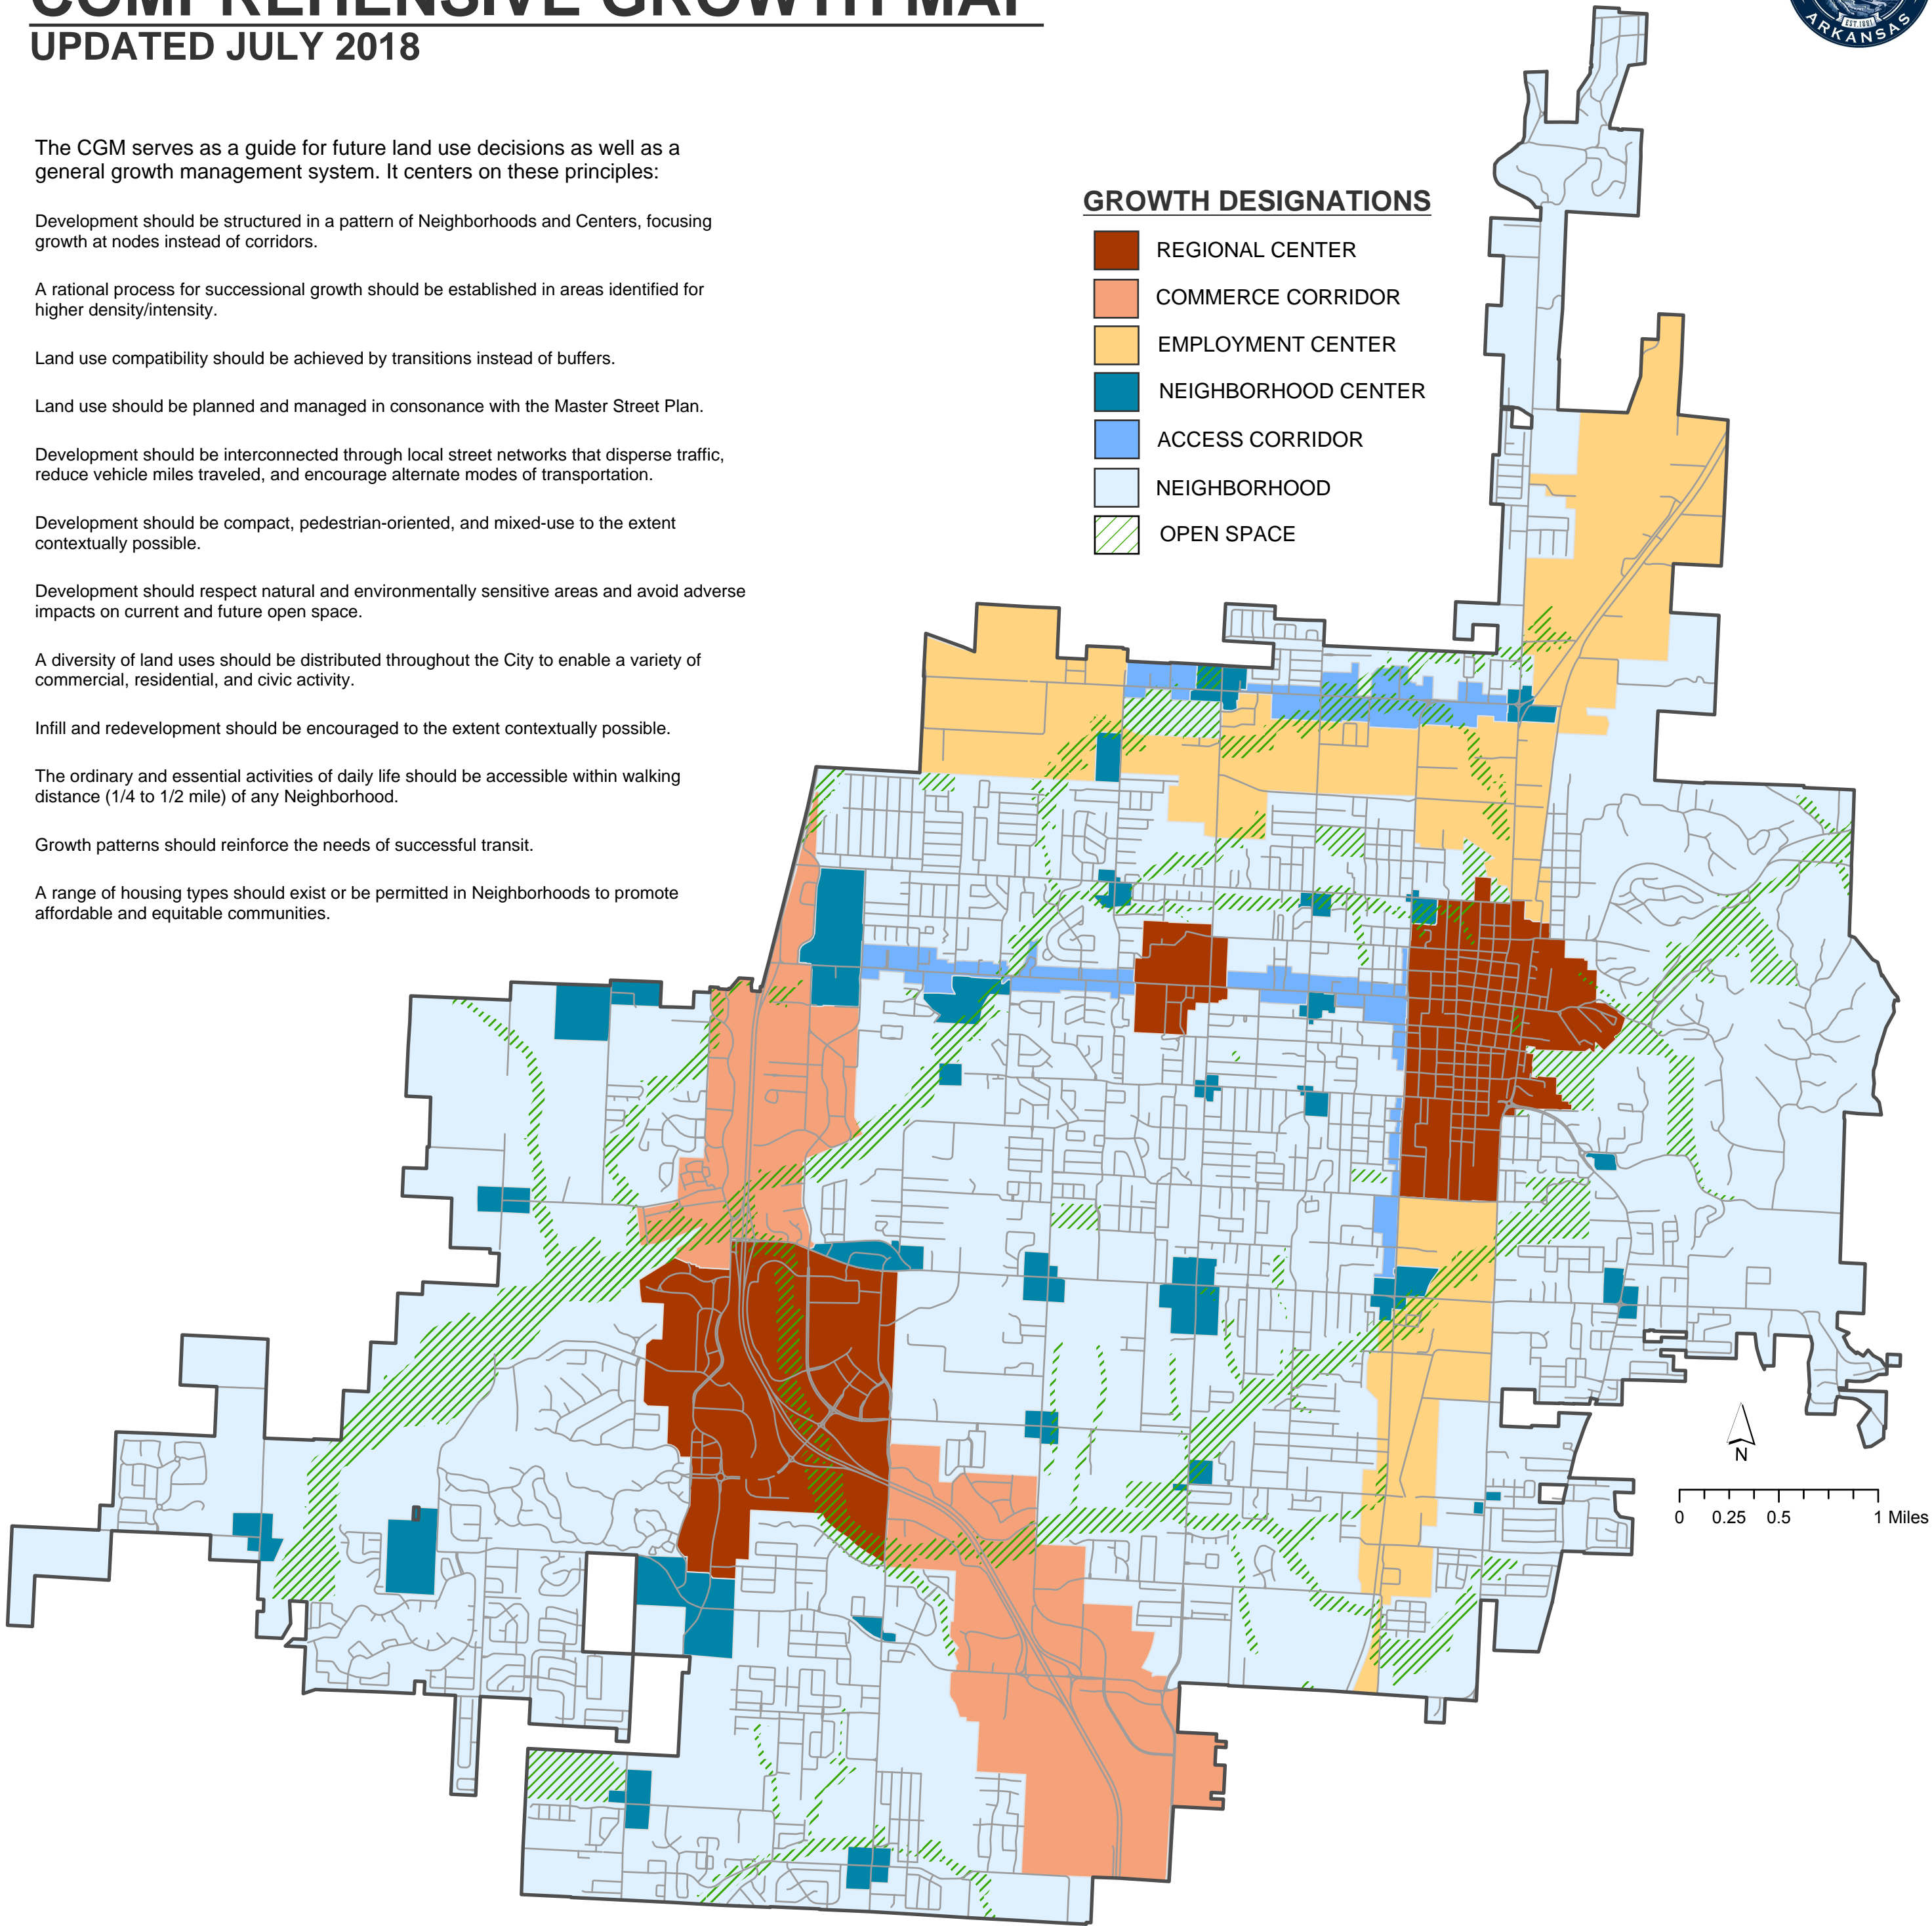 COMPREHENSIVE GROWTH MAP
UPDATED JULY 2018
EST.1881
ARKANSAS
The CGM serves as a guide for future land use decisions as well as a
general growth management system. It centers on these principles:
Development should be structured in a pattern of Neighborhoods and Centers, focusing
growth at nodes instead of corridors.
A rational process for successional growth should be established in areas identified for
higher density/intensity.
Land use compatibility should be achieved by transitions instead of buffers.
Land use should be planned and managed in consonance with the Master Street Plan.
Development should be interconnected through local street networks that disperse traffic,
reduce vehicle miles traveled, and encourage alternate modes of transportation.
Development should be compact, pedestrian-oriented, and mixed-use to the extent
contextually possible.
Development should respect natural and environmentally sensitive areas and avoid adverse
impacts on current and future open space.
A diversity of land uses should be distributed throughout the City to enable a variety of
commercial, residential, and civic activity.
Infill and redevelopment should be encouraged to the extent contextually possible.
The ordinary and essential activities of daily life should be accessible within walking
distance (1/4 to 1/2 mile) of any Neighborhood.
Growth patterns should reinforce the needs of successful transit.
A range of housing types should exist or be permitted in Neighborhoods to promote
affordable and equitable communities.
GROWTH DESIGNATIONS
REGIONAL CENTER
COMMERCE CORRIDOR
EMPLOYMENT CENTER
NEIGHBORHOOD CENTER
ACCESS CORRIDOR
NEIGHBORHOOD
OPEN SPACE
N
0 0.25 0.5 1 Miles